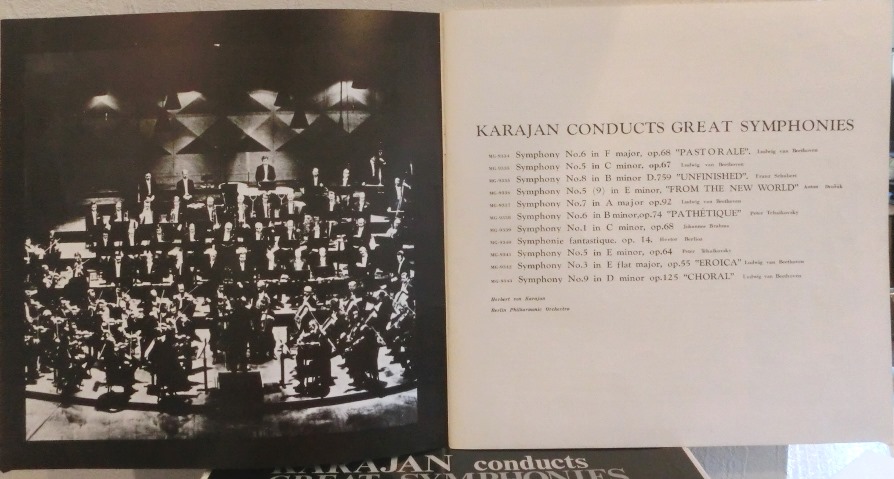 KARAJAN CONDUCTS GREAT SYMPHONIES
Symphony No.6 in F major, op.68 "PASTORALE". Ludwig van Beethoven
Symphony No.5 in C minor, op.67 Ludwig van Beethoven
Symphony No.8 in B minor D.759 "UNFINISHED". Franz Schubert
Symphony No.5 (9) in E minor, "FROM THE NEW WORLD" Anton Dvořák
Symphony No.7 in A major op.92 Ludwig van Beethoven
Symphony No.6 in B minor,op.74 "PATHÉTIQUE" Peter Tchaikovsky
Symphony No.1 in C minor, op.68 Johannes Brahms
Symphonie fantastique, op. 14. Hector Berlioz
Symphony No.5 in E minor, op.64 Peter Tchaikovsky
Symphony No.3 in E flat major, op.55 "EROICA" Ludwig van Beethoven
Symphony No.9 in D minor op.125 "CHORAL" Ludwig van Beethoven
Herbert von Karajan
Berlin Philharmonic Orchestra
KARAJAN conducts
GREAT SYMPHONIES